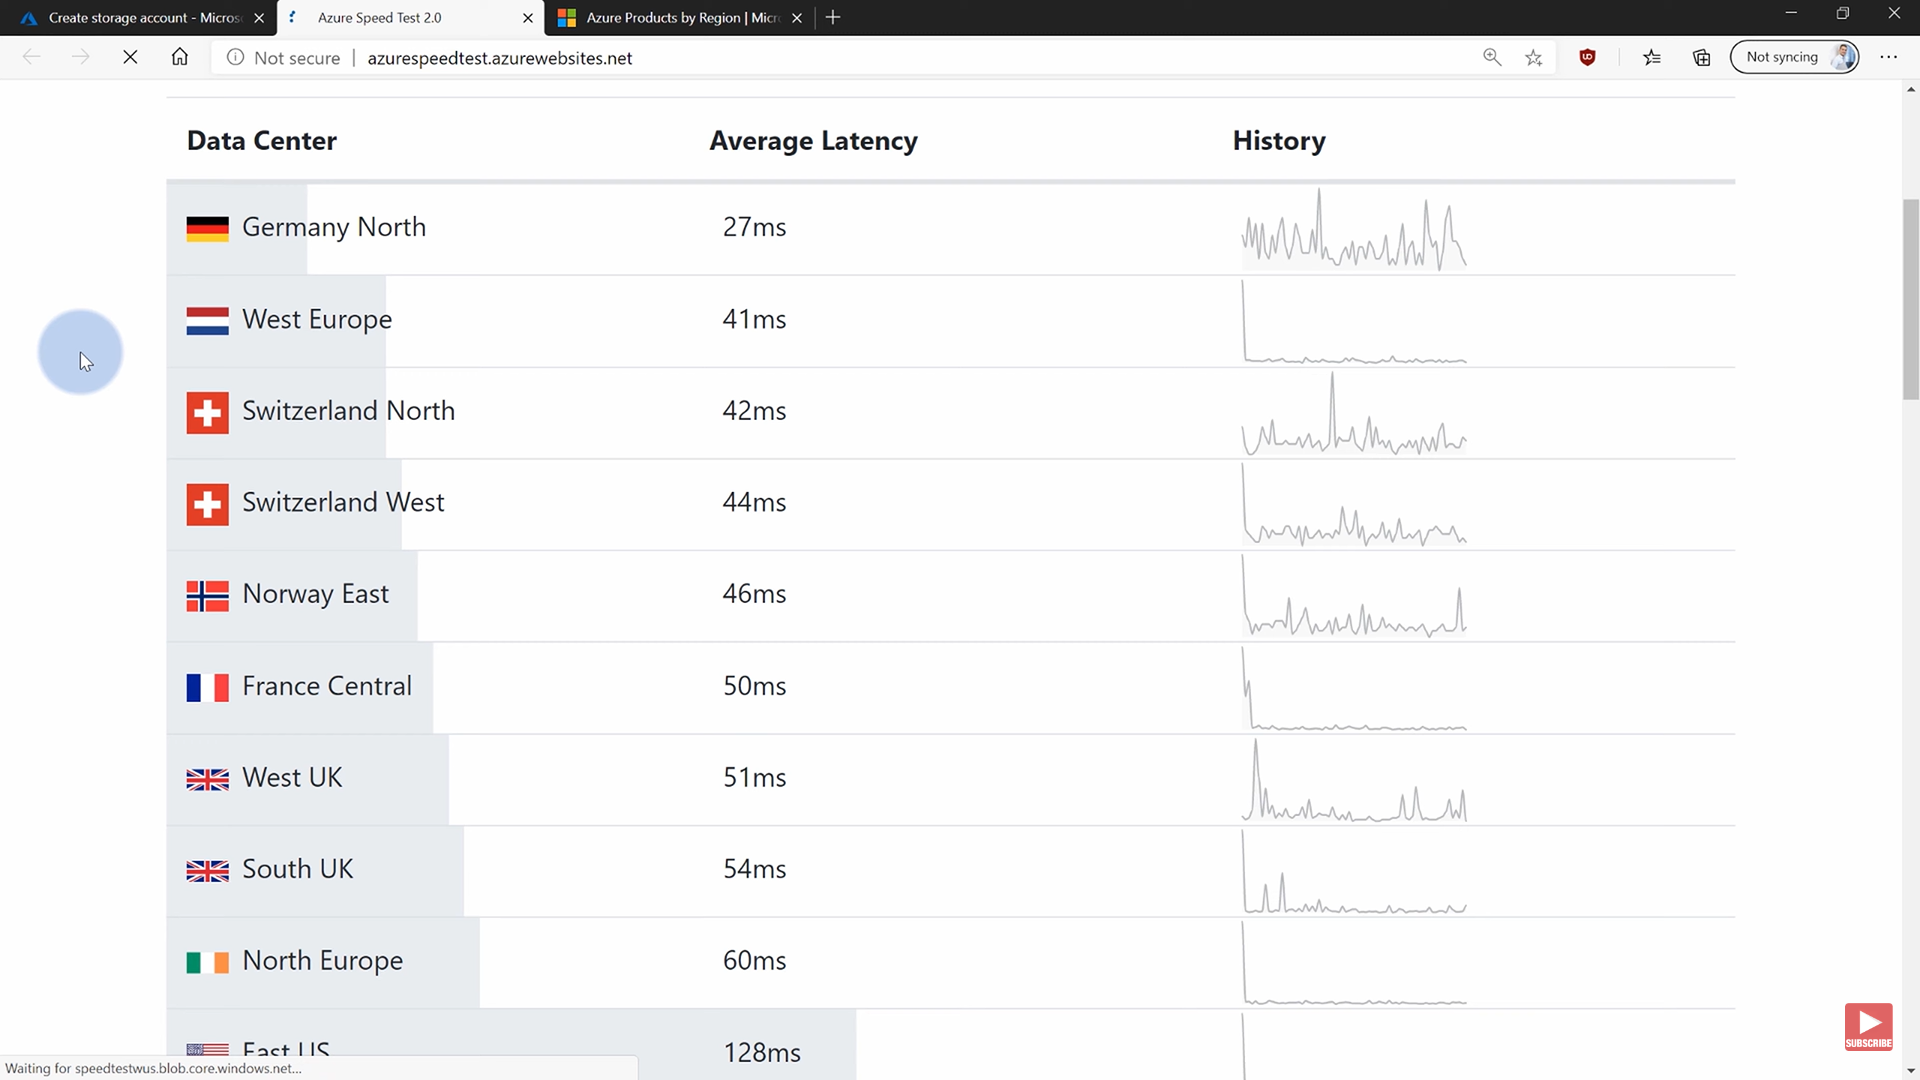 Create storage account - Micros
Azure Speed Test 2.0
Azure Products by Region | Micr
Not secure
azurespeedtest.azurewebsites.net
Not syncing
Data Center
Average Latency
History
Germany North
27ms
West Europe
41ms
Switzerland North
42ms
Switzerland West
44ms
Norway East
46ms
France Central
50ms
West UK
51ms
South UK
54ms
North Europe
60ms
East US
128ms
Waiting for speedtestwus.blob.core.windows.net...
SUBSCRIBE